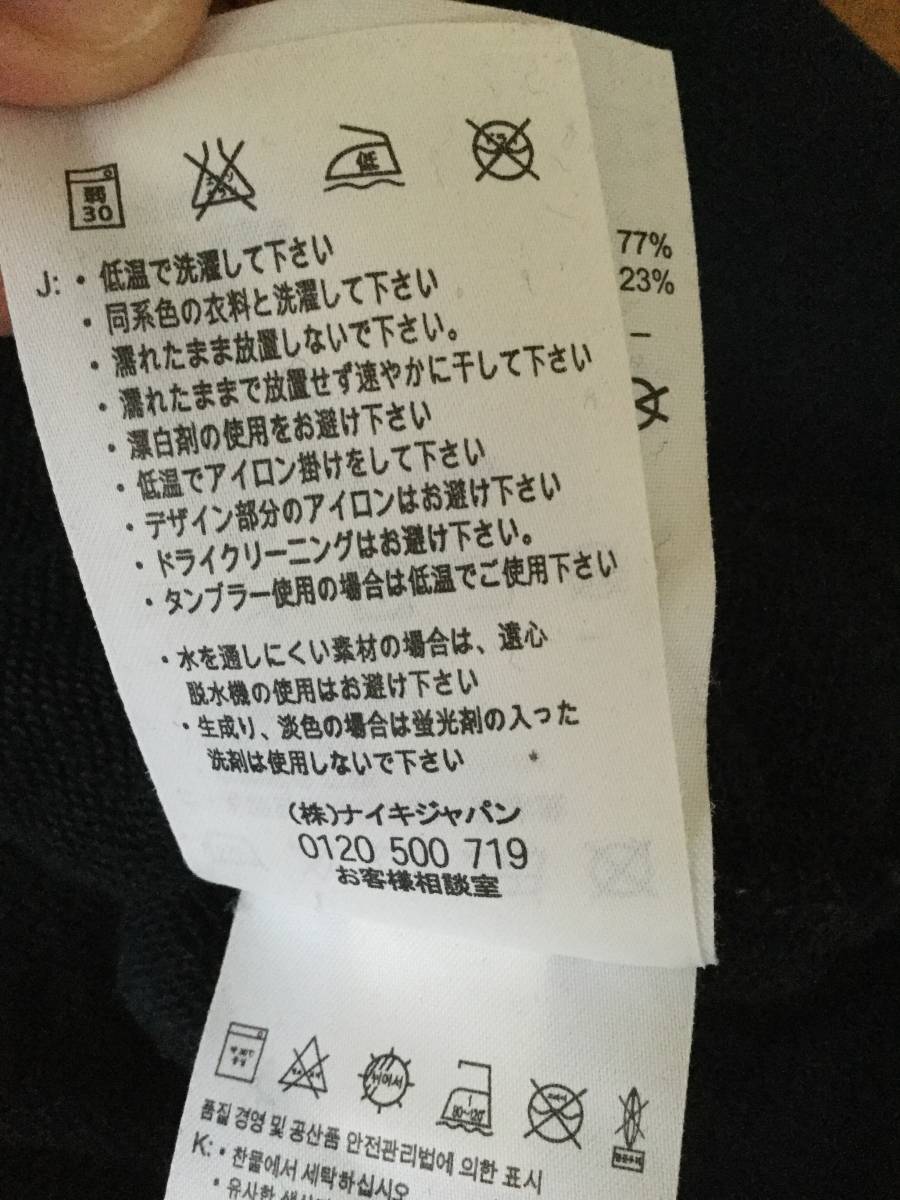 弱
30
低
J: ・低温で洗濯して下さい
・同系色の衣料と洗濯して下さい
・濡れたまま放置しないで下さい。
・濡れたままで放置せず速やかに干して下さい
・漂白剤の使用をお避け下さい
・低温でアイロン掛けをして下さい
・デザイン部分のアイロンはお避け下さい
・ドライクリーニングはお避け下さい。
・タンブラー使用の場合は低温でご使用下さい
・水を通しにくい素材の場合は、遠心
脱水機の使用はお避け下さい
・生成り、淡色の場合は蛍光剤の入った
洗剤は使用しないで下さい
(株)ナイキジャパン
0120 500 719
お客様相談室
77%
23%
80~120
품질 경영 및 공산품 안전관리법에 의한 표시
K: • 찬물에서 세탁하십시오
• 유사한